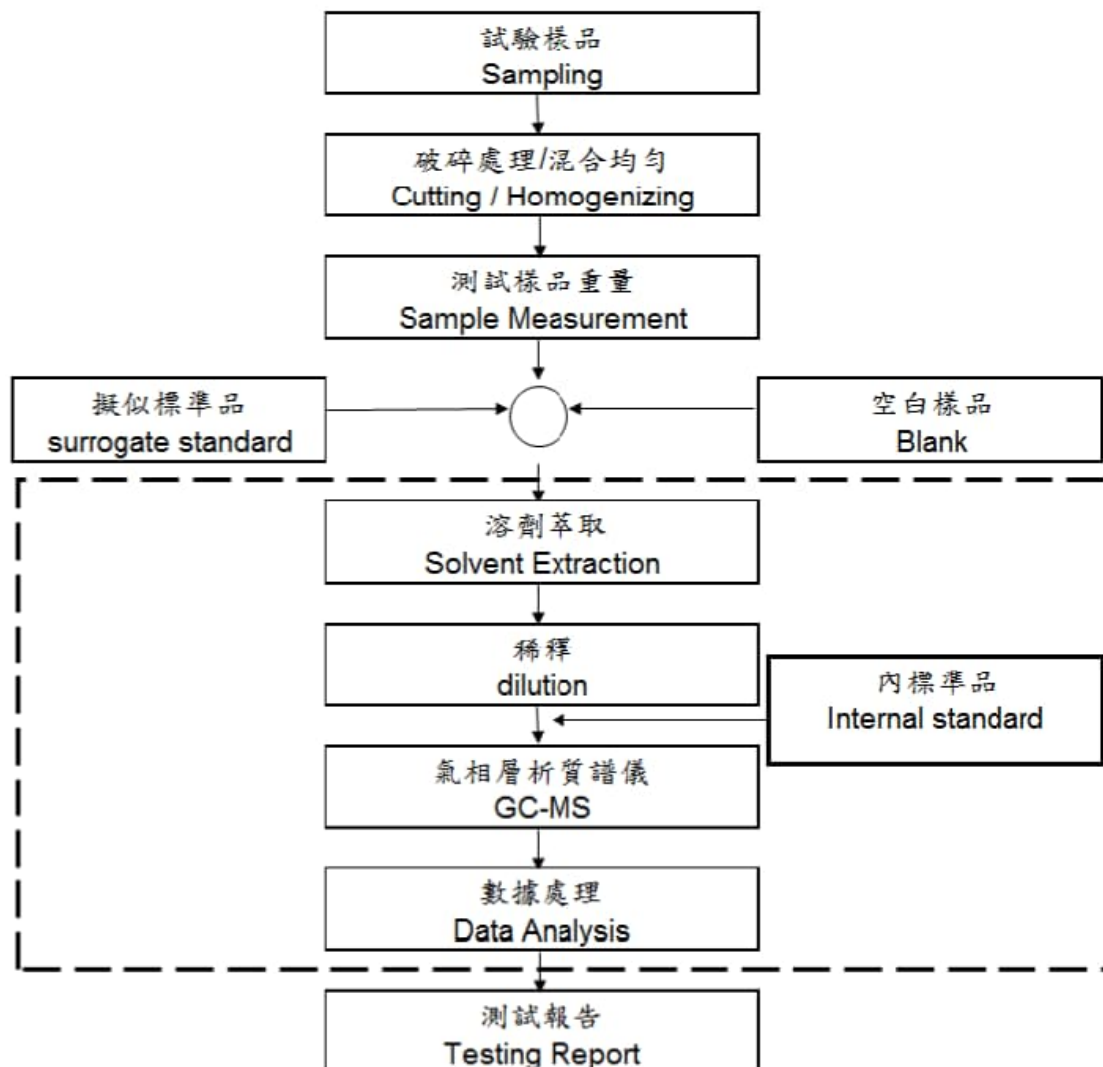 試驗樣品
Sampling
破碎處理/混合均勻
Cutting / Homogenizing
測試樣品重量
Sample Measurement
擬似標準品
surrogate standard
空白樣品
Blank
溶劑萃取
Solvent Extraction
稀釋
dilution
內標準品
Internal standard
氣相層析質譜儀
GC-MS
數據處理
Data Analysis
測試報告
Testing Report